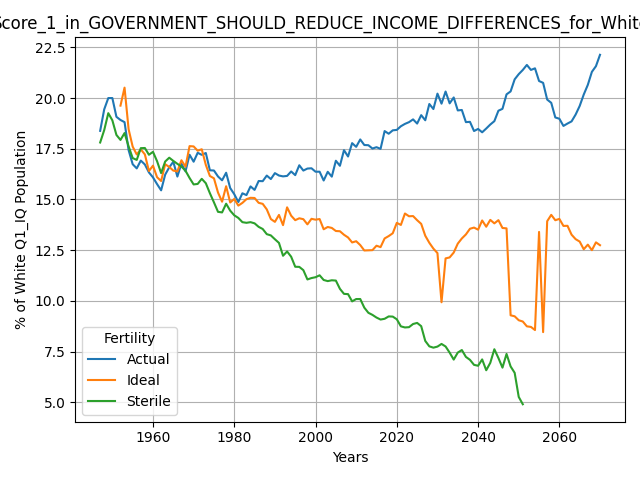 Score_1_in_GOVERNMENT_SHOULD_REDUCE_INCOME_DIFFERENCES_for_White
22.5
20.0
17.5
15.0
12.5
10.0
7.5
5.0
% of White Q1_IQ Population
Fertility
Actual
Ideal
Sterile
1960 1980 2000 2020 2040 2060
Years